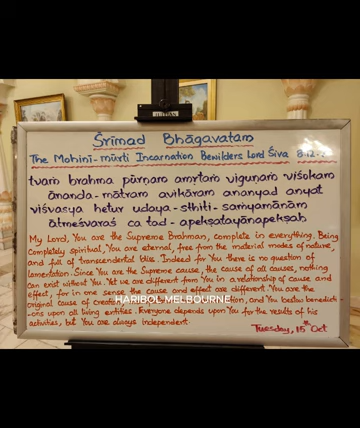 Śrīmad Bhāgavatam
The Mohinī-mūrti Incarnation Bewilders Lord Śiva 8.12.7
tvaṁ brahma pūrṇam amṛtaṁ viguṇaṁ viśokam
ānanda-mātram avikāram ananyad anyat
viśvasya hetur udaya-sthiti-saṁyamānām
ātmeśvaraś ca tad-apekṣatayānapekṣaḥ
My Lord, You are the Supreme Brahman, complete in everything. Being
completely spiritual, You are eternal, free from the material modes of nature,
and full of transcendental bliss. Indeed for You there is no question of
lamentation. Since You are the Supreme cause, the cause of all causes, nothing
can exist without You. Yet we are different from You in a relationship of cause and
effect, for in one sense the cause and effect are different. You are the
original cause of creation, and You bestow benedicti-
HARIBOL MELBOURNE
ons upon all living entities. Everyone depends upon You for the results of his
activities, but You are always independent.
Tuesday, 15th Oct